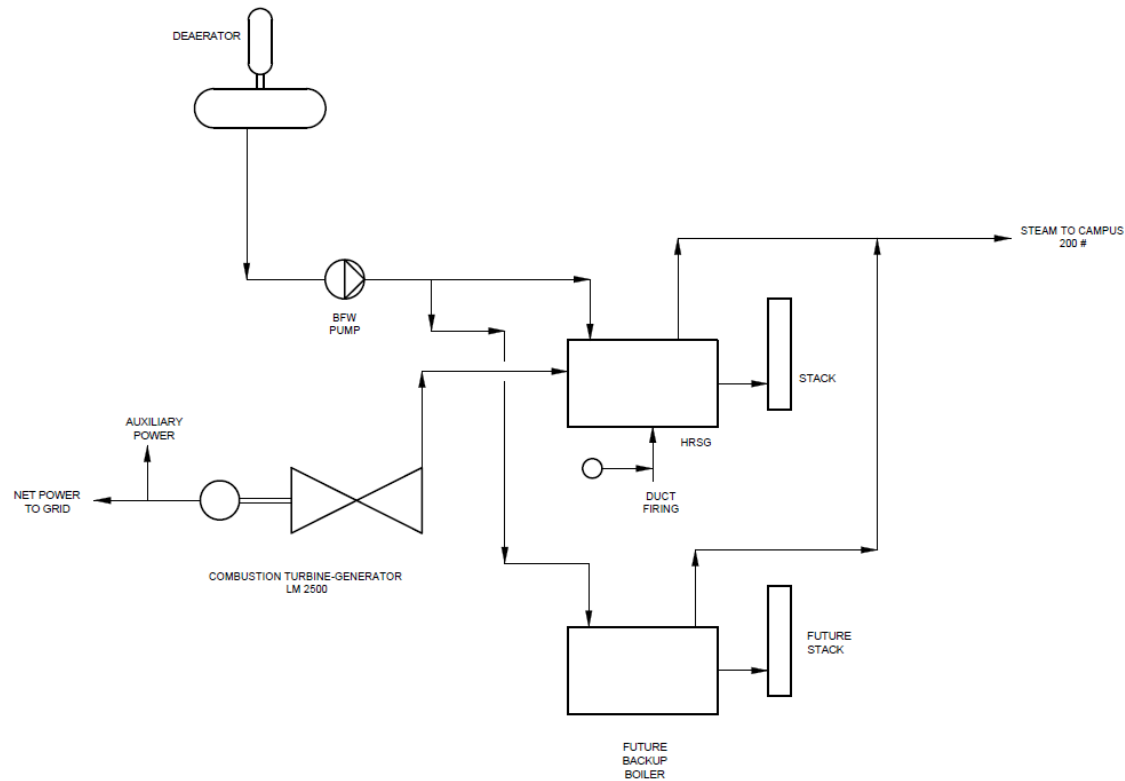 DEAERATOR
STEAM TO CAMPUS
200 #
BFW
PUMP
STACK
AUXILIARY
POWER
HRSG
NET POWER
TO GRID
DUCT
FIRING
COMBUSTION TURBINE-GENERATOR
LM 2500
FUTURE
STACK
FUTURE
BACKUP
BOILER